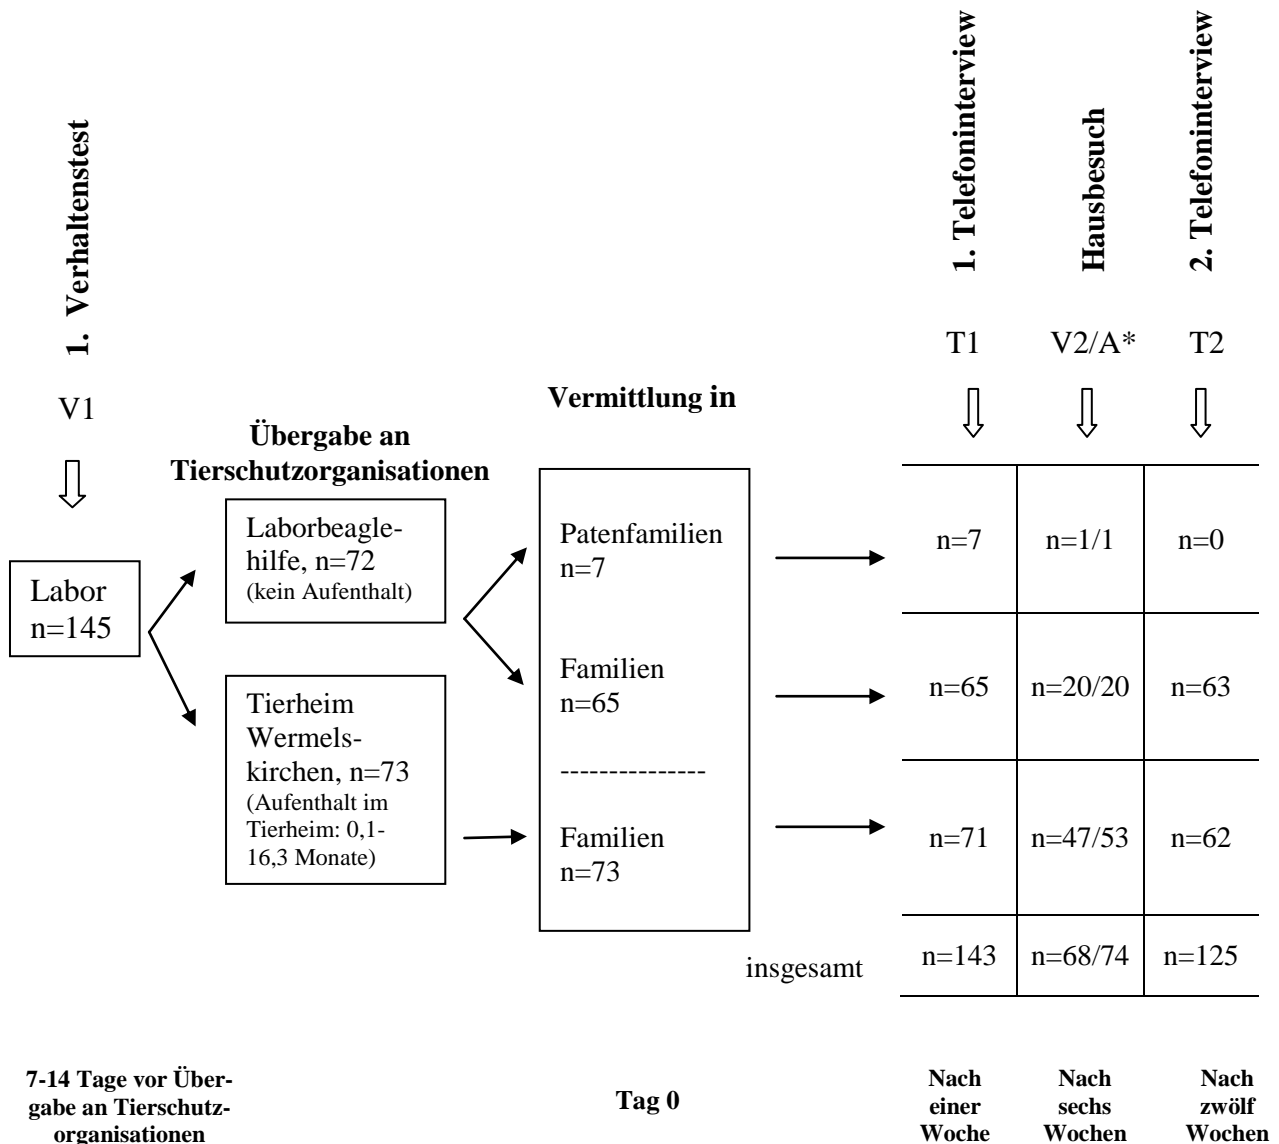 1. Verhaltenstest
V1
Labor
n=145
7-14 Tage vor Über-
gabe an Tierschutz-
organisationen
Übergabe an
Tierschutzorganisationen
Laborbeagle-
hilfe, n=72
(kein Aufenthalt)
Tierheim
Wermels-
kirchen, n=73
(Aufenthalt im
Tierheim: 0,1-
16,3 Monate)
Vermittlung in
Patenfamilien
n=7
Familien
n=65
---------------
Familien
n=73
Tag 0
1. Telefoninterview
Hausbesuch
2. Telefoninterview
T1 V2/A* T2
n=7 n=1/1 n=0
n=65 n=20/20 n=63
n=71 n=47/53 n=62
insgesamt n=143 n=68/74 n=125
Nach
einer
Woche
Nach
sechs
Wochen
Nach
zwölf
Wochen